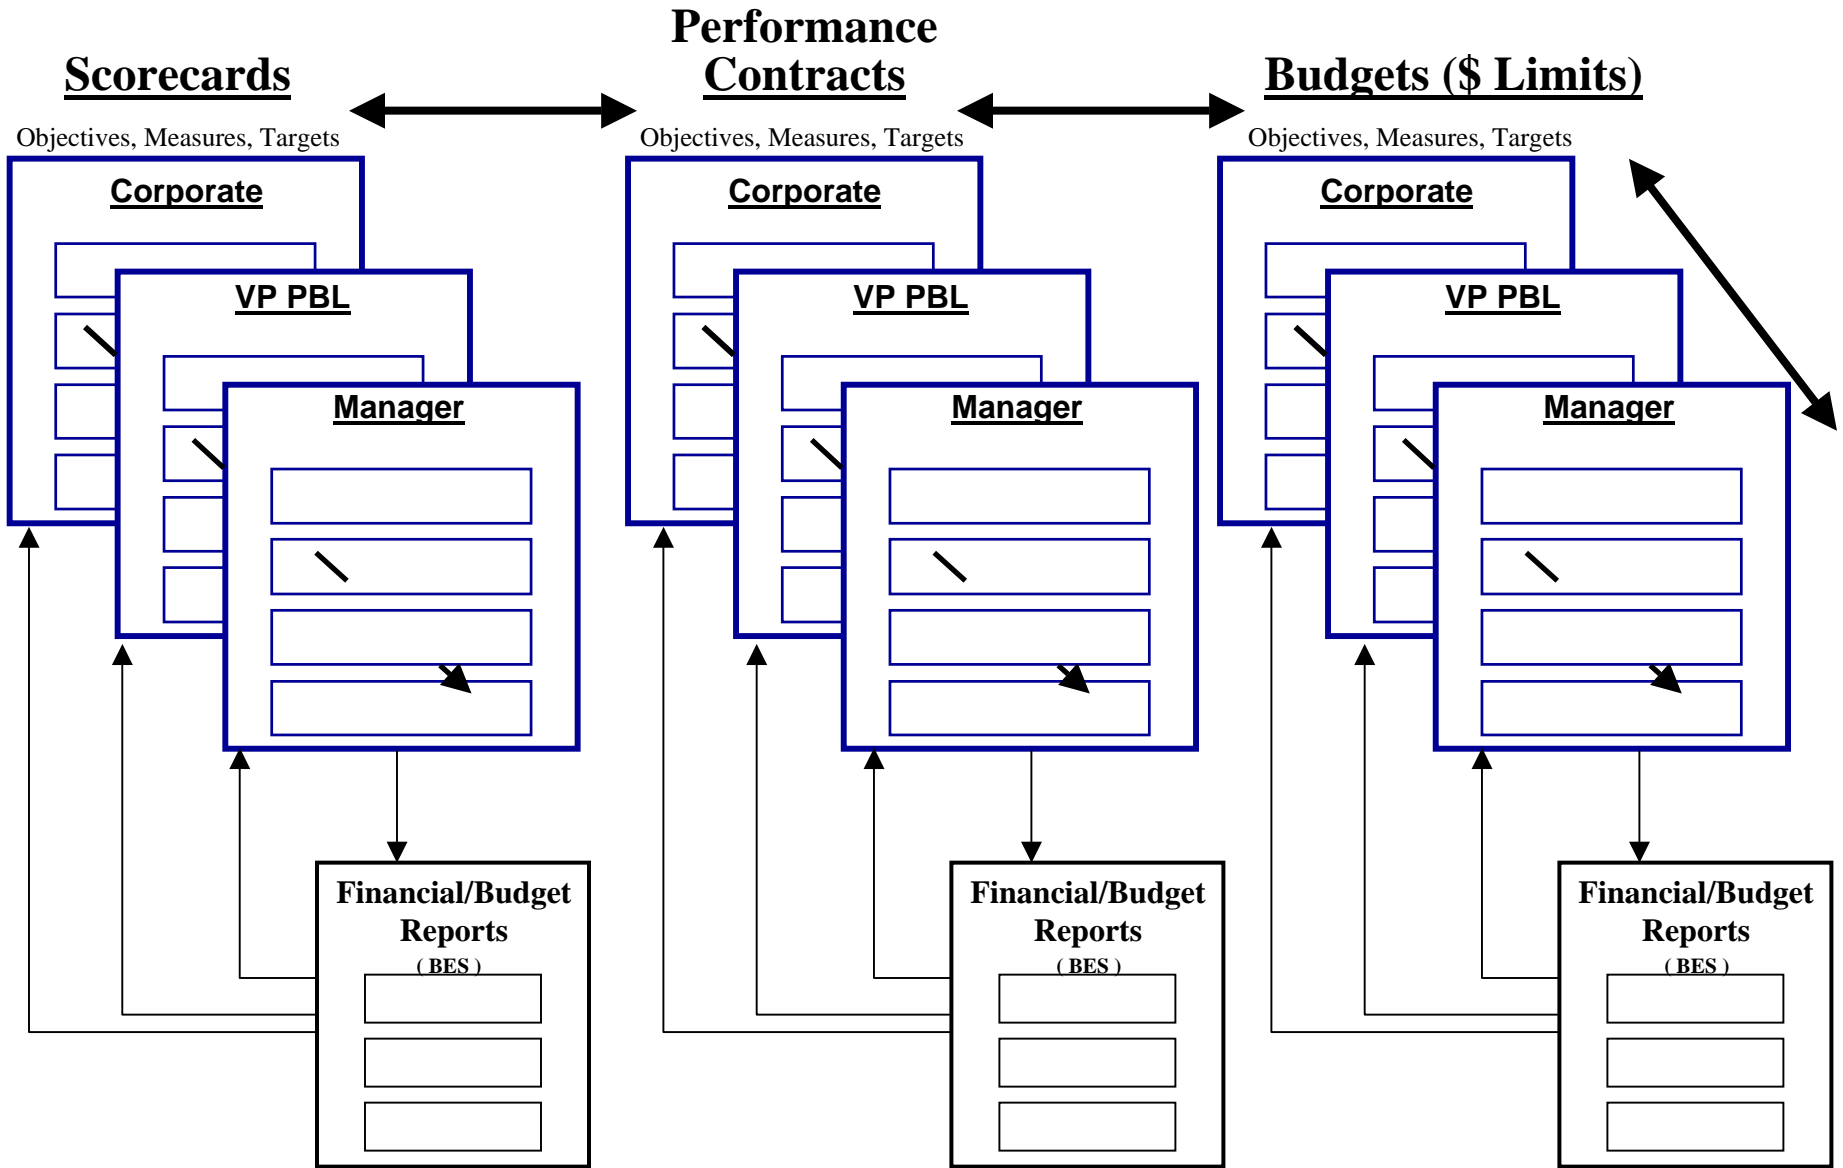 Scorecards
Performance
Contracts
Budgets ($ Limits)
Objectives, Measures, Targets
Objectives, Measures, Targets
Objectives, Measures, Targets
Corporate
VP PBL
Manager
Corporate
VP PBL
Manager
Corporate
VP PBL
Manager
Financial/Budget
Reports
( BES )
Financial/Budget
Reports
( BES )
Financial/Budget
Reports
( BES )